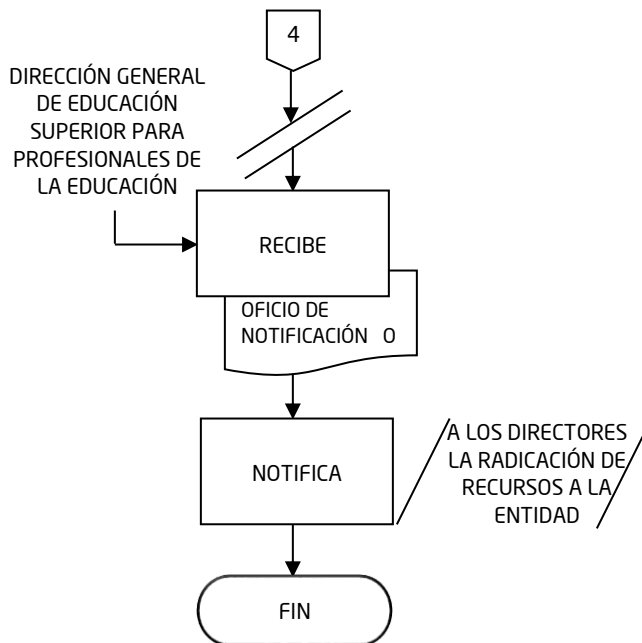 4
DIRECCIÓN GENERAL
DE EDUCACIÓN
SUPERIOR PARA
PROFESIONALES DE
LA EDUCACIÓN
RECIBE
OFICIO DE
NOTIFICACIÓN O
NOTIFICA
A LOS DIRECTORES
LA RADICACIÓN DE
RECURSOS A LA
ENTIDAD
FIN